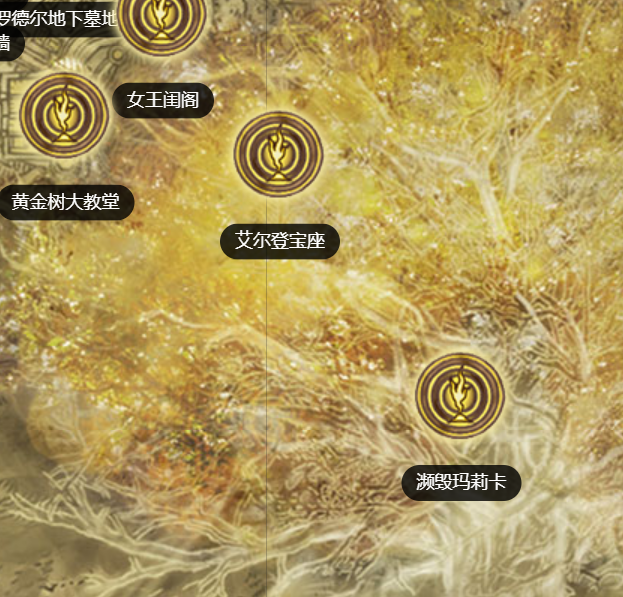 罗德尔地下墓地
墙
女王闺阁
黄金树大教堂
艾尔登宝座
濒毁玛莉卡